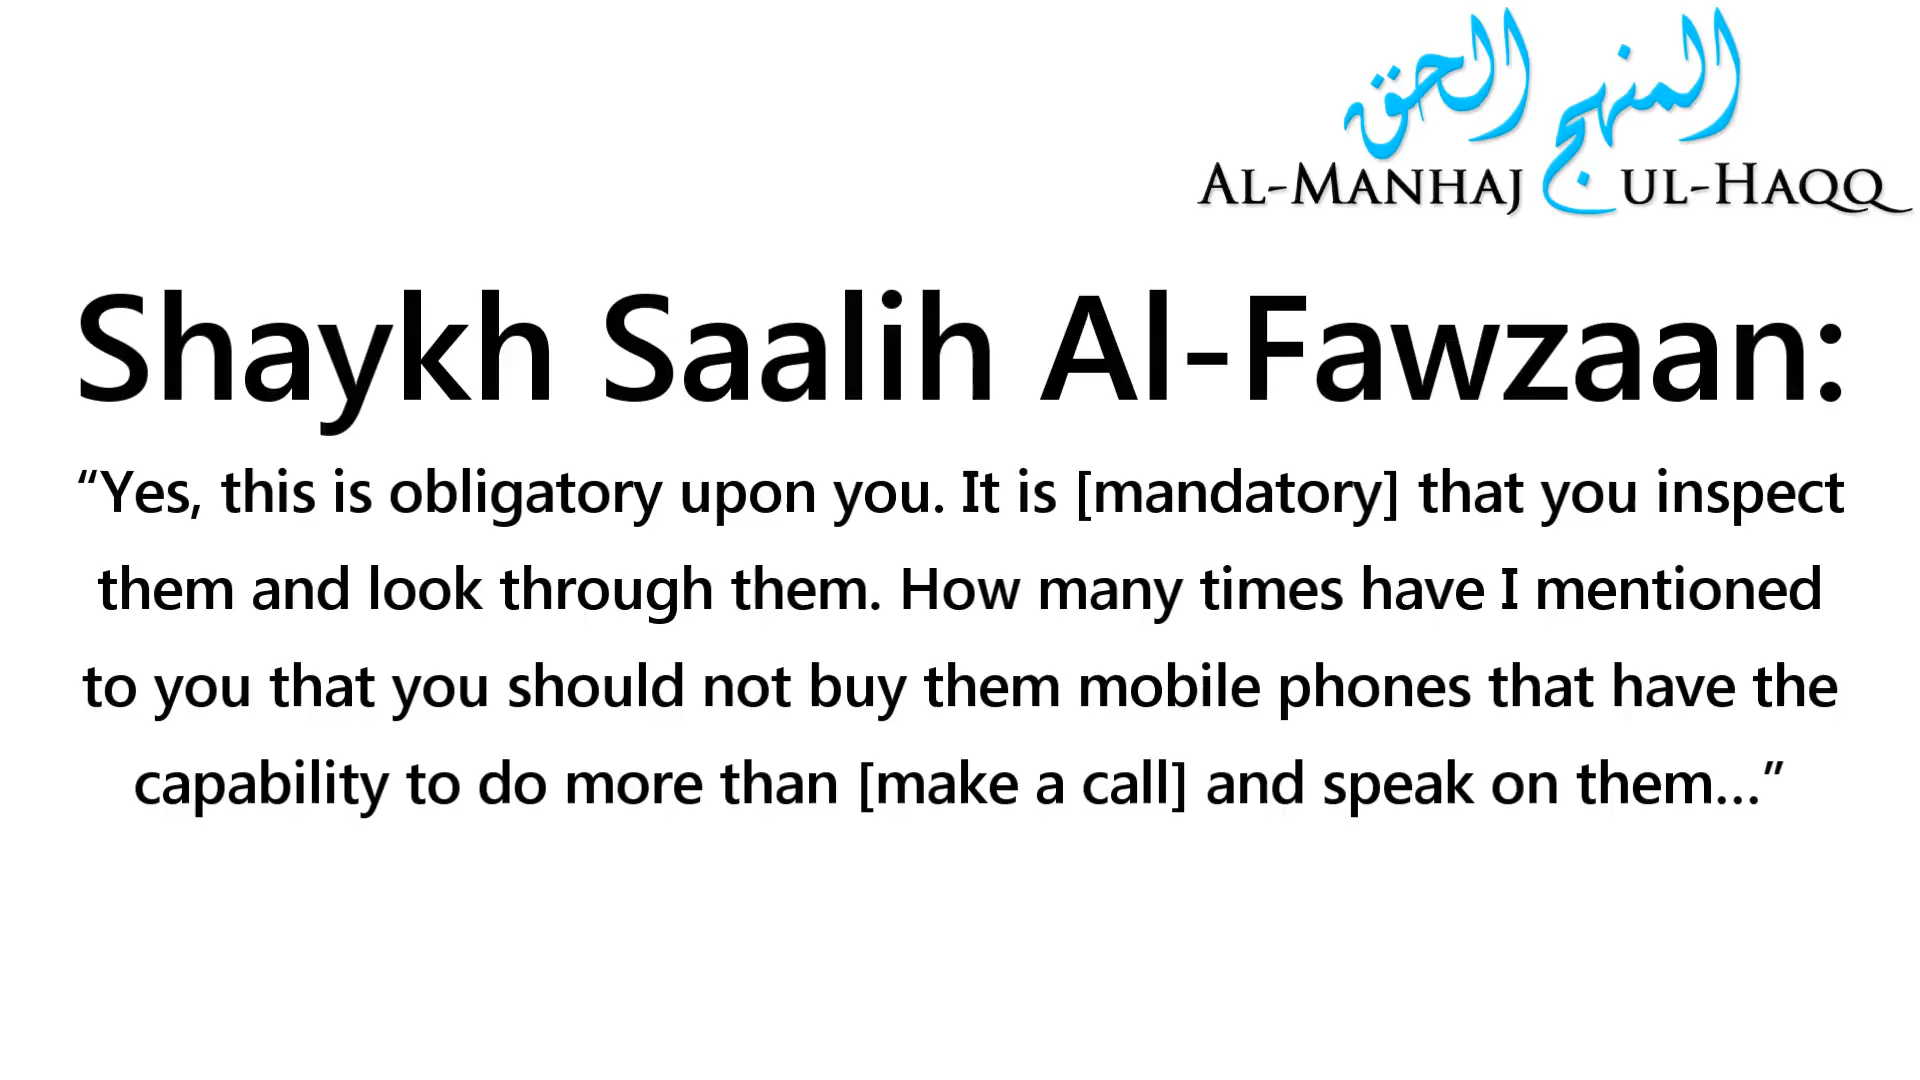 المنهج الحق
AL-MANHAJ UL-HAQQ
Shaykh Saalih Al-Fawzaan:
“Yes, this is obligatory upon you. It is [mandatory] that you inspect
them and look through them. How many times have I mentioned
to you that you should not buy them mobile phones that have the
capability to do more than [make a call] and speak on them...”